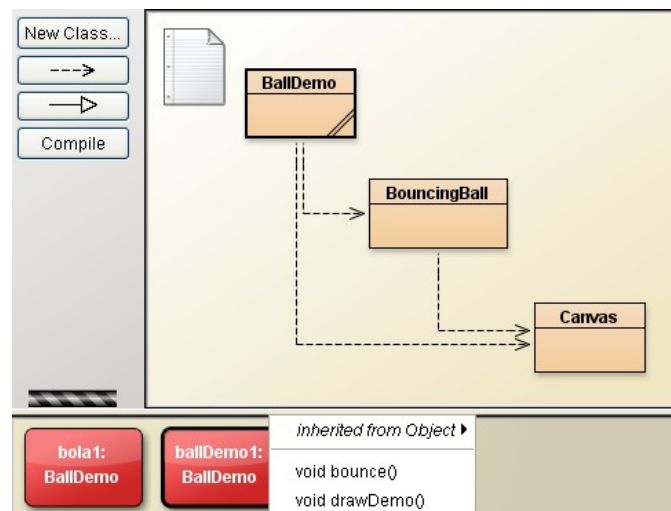 New Class...
Compile
BallDemo
BouncingBall
Canvas
bola1:
BallDemo
ballDemo1:
BallDemo
inherited from Object
void bounce()
void drawDemo()